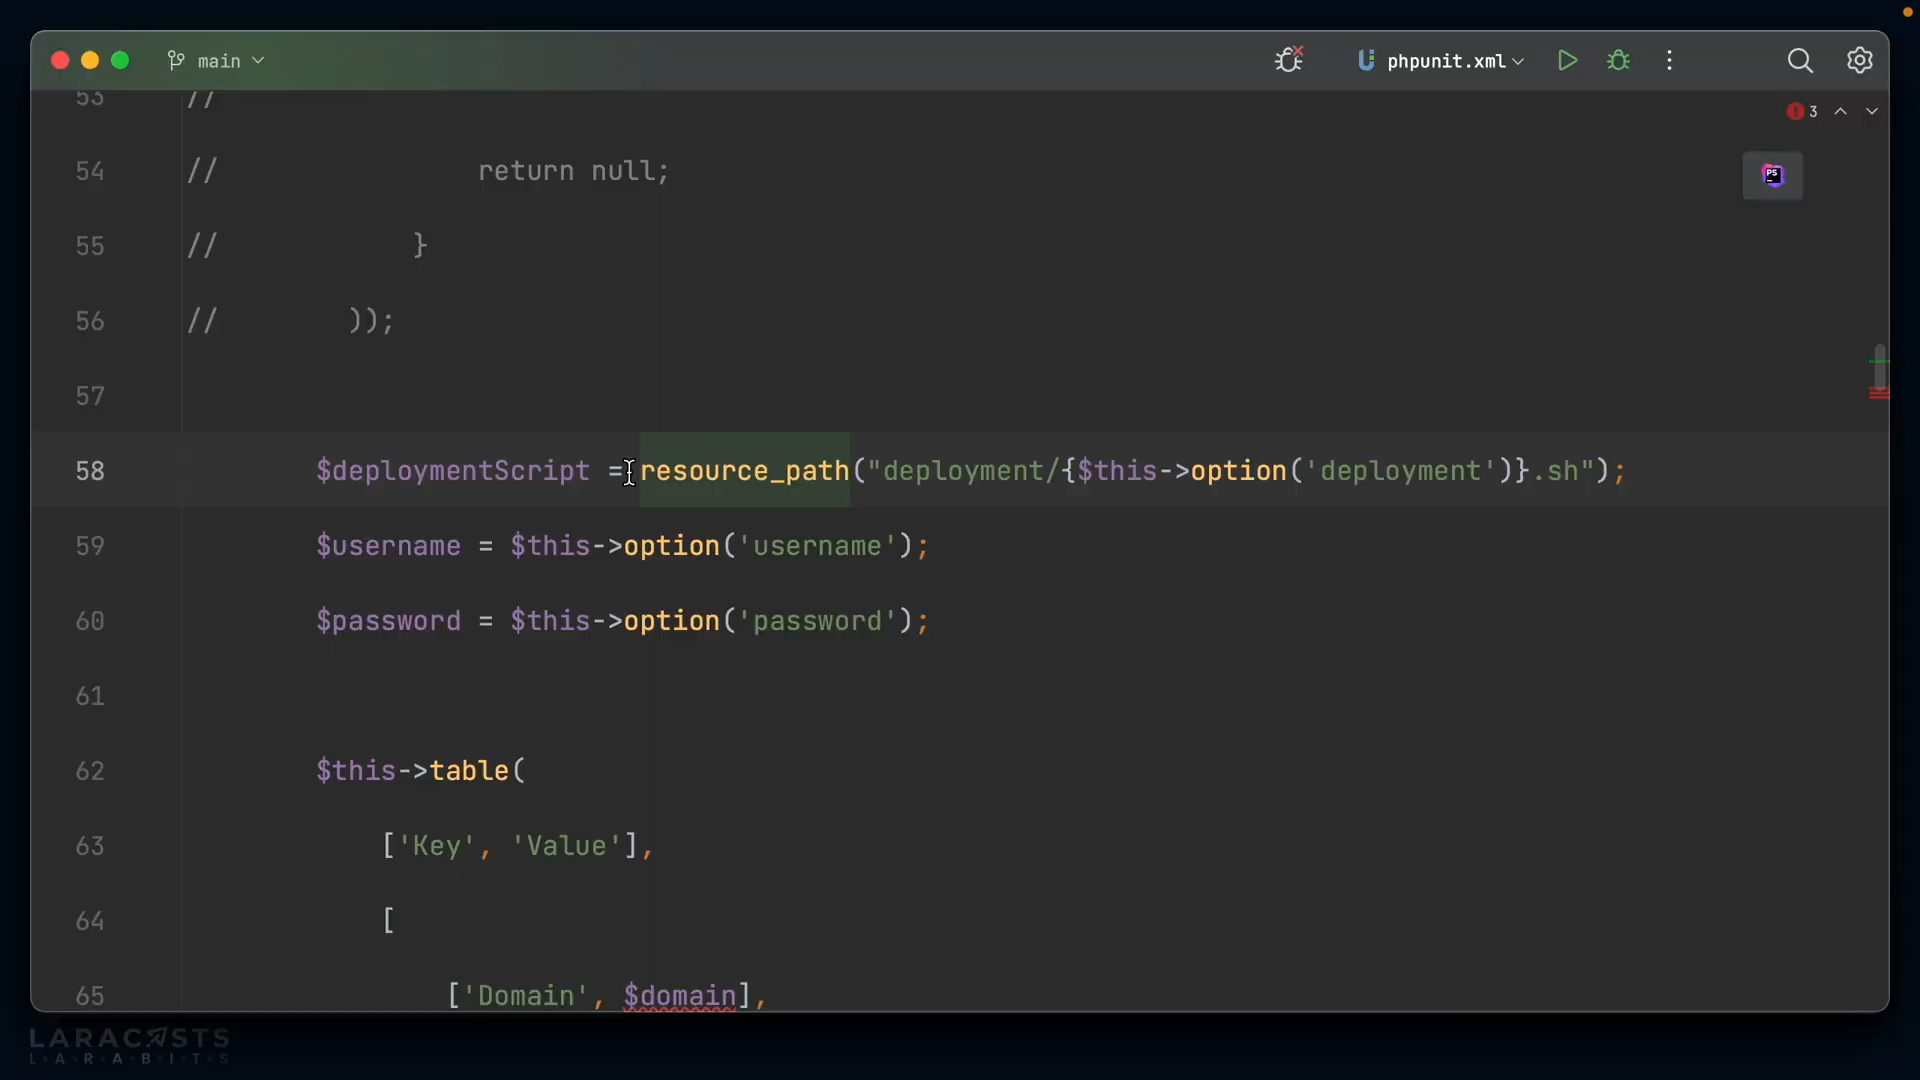 main
phpunit.xml
3
53 //
54 // return null;
55 // }
56 // ));
57
58 $deploymentScript = resource_path("deployment/{$this->option('deployment')}.sh");
59 $username = $this->option('username');
60 $password = $this->option('password');
61
62 $this->table(
63 ['Key', 'Value'],
64 [
65 ['Domain', $domain],
PS
LARACASTS
LARABITS